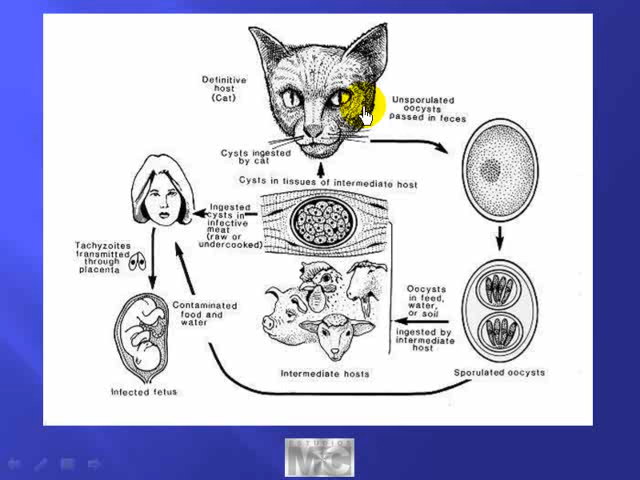 Definitive
host
(Cat)
Unsporulated
oocysts
passed in feces
Cysts ingested
by cat
Cysts in tissues of intermediate host
Ingested
cysts in
infective
meat
(raw or
undercooked)
Tachyzoites
transmitted
through
placenta
Contaminated
food and
water
Oocysts
in feed,
water,
or soil
ingested by
intermediate
host
Infected fetus
Intermediate hosts
Sporulated oocysts
ESTUDIOS
MC